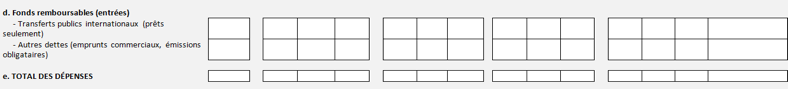 d. Fonds remboursables (entrées)
- Transferts publics internationaux (prêts
seulement)
- Autres dettes (emprunts commerciaux, émissions
obligataires)
e. TOTAL DES DÉPENSES